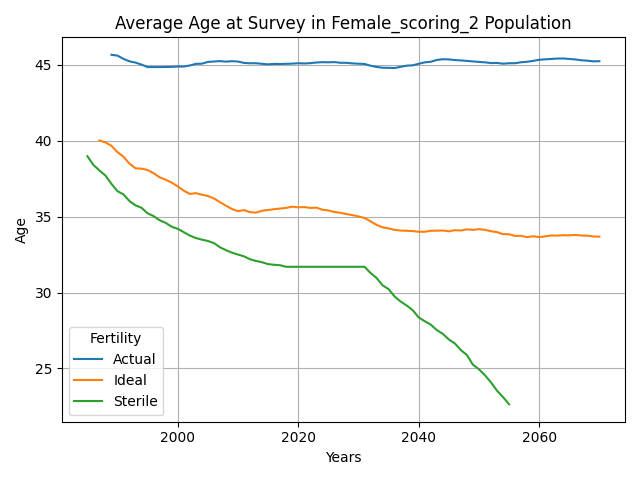 Average Age at Survey in Female_scoring_2 Population
45
40
35
30
25
Age
Fertility
Actual
Ideal
Sterile
2000
2020
2040
2060
Years